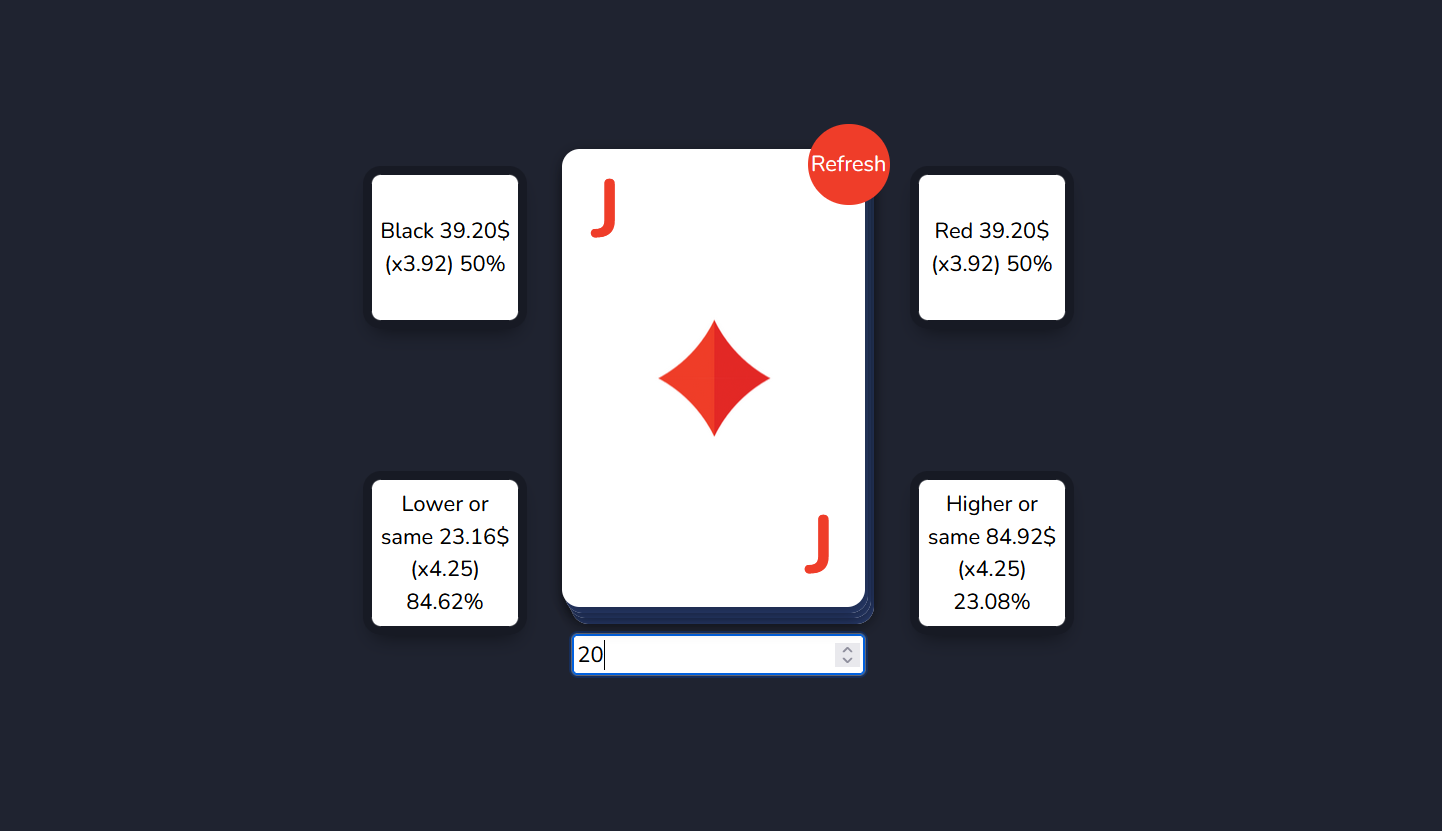 Refresh
J
Black 39.20$
(x3.92) 50%
Red 39.20$
(x3.92) 50%
Lower or
same 23.16$
(x4.25)
84.62%
Higher or
same 84.92$
(x4.25)
23.08%
J
20